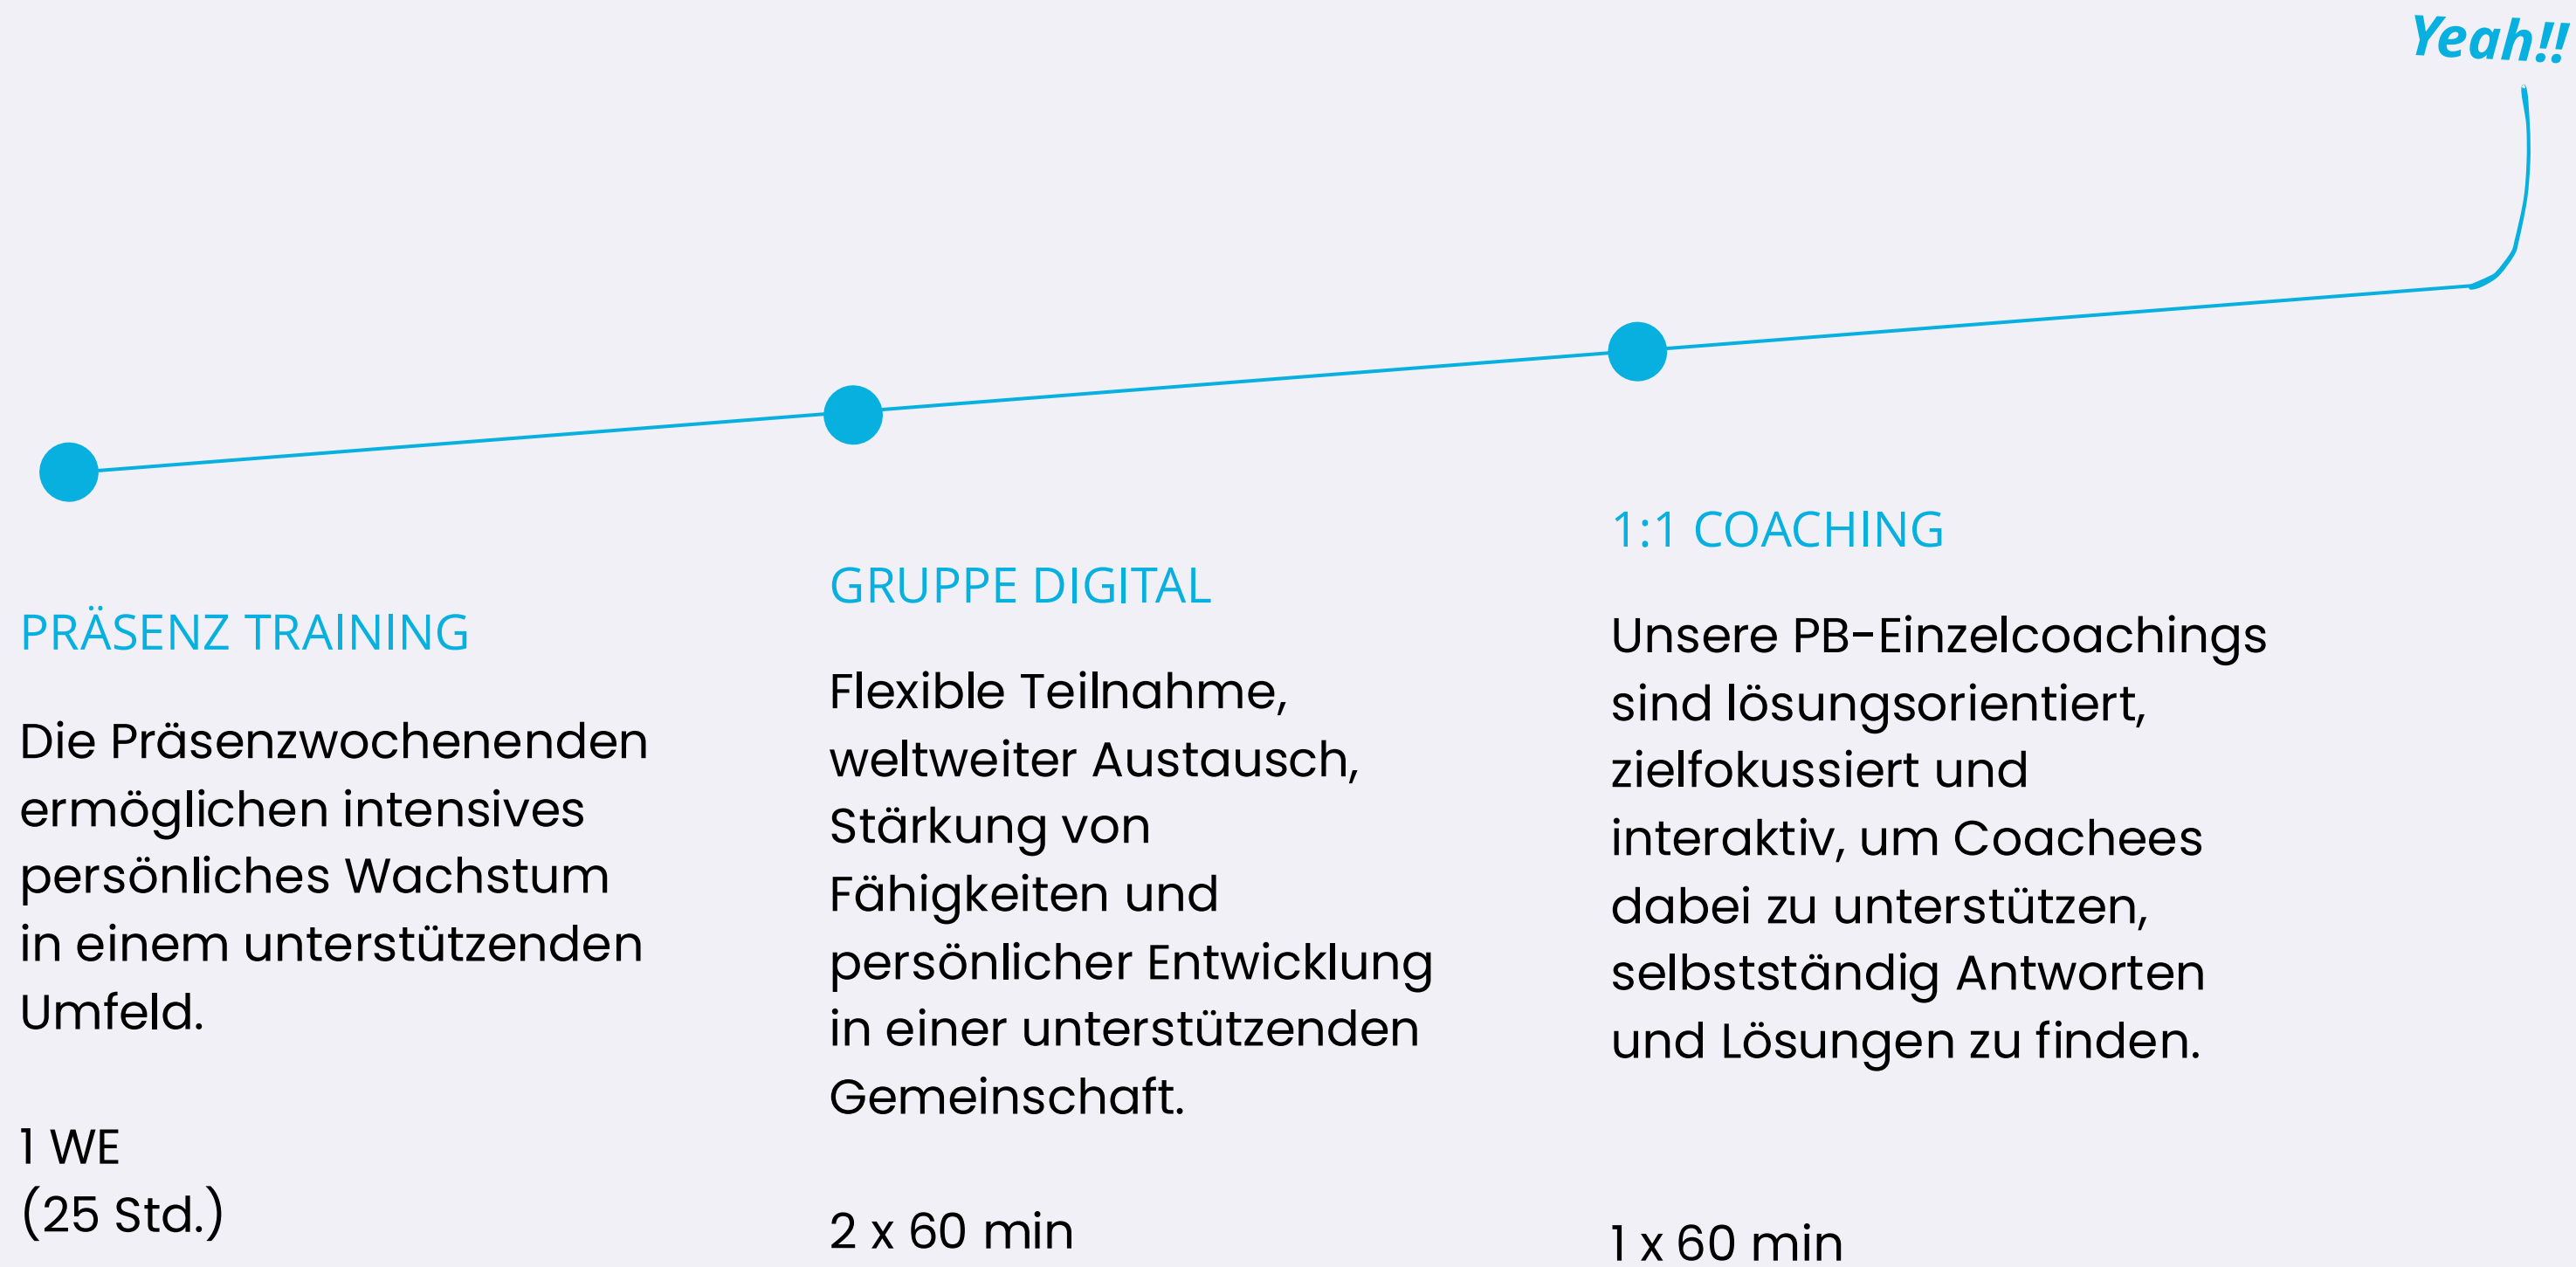 Yeah!!
PRÄSENZ TRAINING
Die Präsenzwochenenden
ermöglichen intensives
persönliches Wachstum
in einem unterstützenden
Umfeld.
1 WE
(25 Std.)
GRUPPE DIGITAL
Flexible Teilnahme,
weltweiter Austausch,
Stärkung von
Fähigkeiten und
persönlicher Entwicklung
in einer unterstützenden
Gemeinschaft.
2 x 60 min
1:1 COACHING
Unsere PB-Einzelcoachings
sind lösungsorientiert,
zielfokussiert und
interaktiv, um Coachees
dabei zu unterstützen,
selbstständig Antworten
und Lösungen zu finden.
1 x 60 min